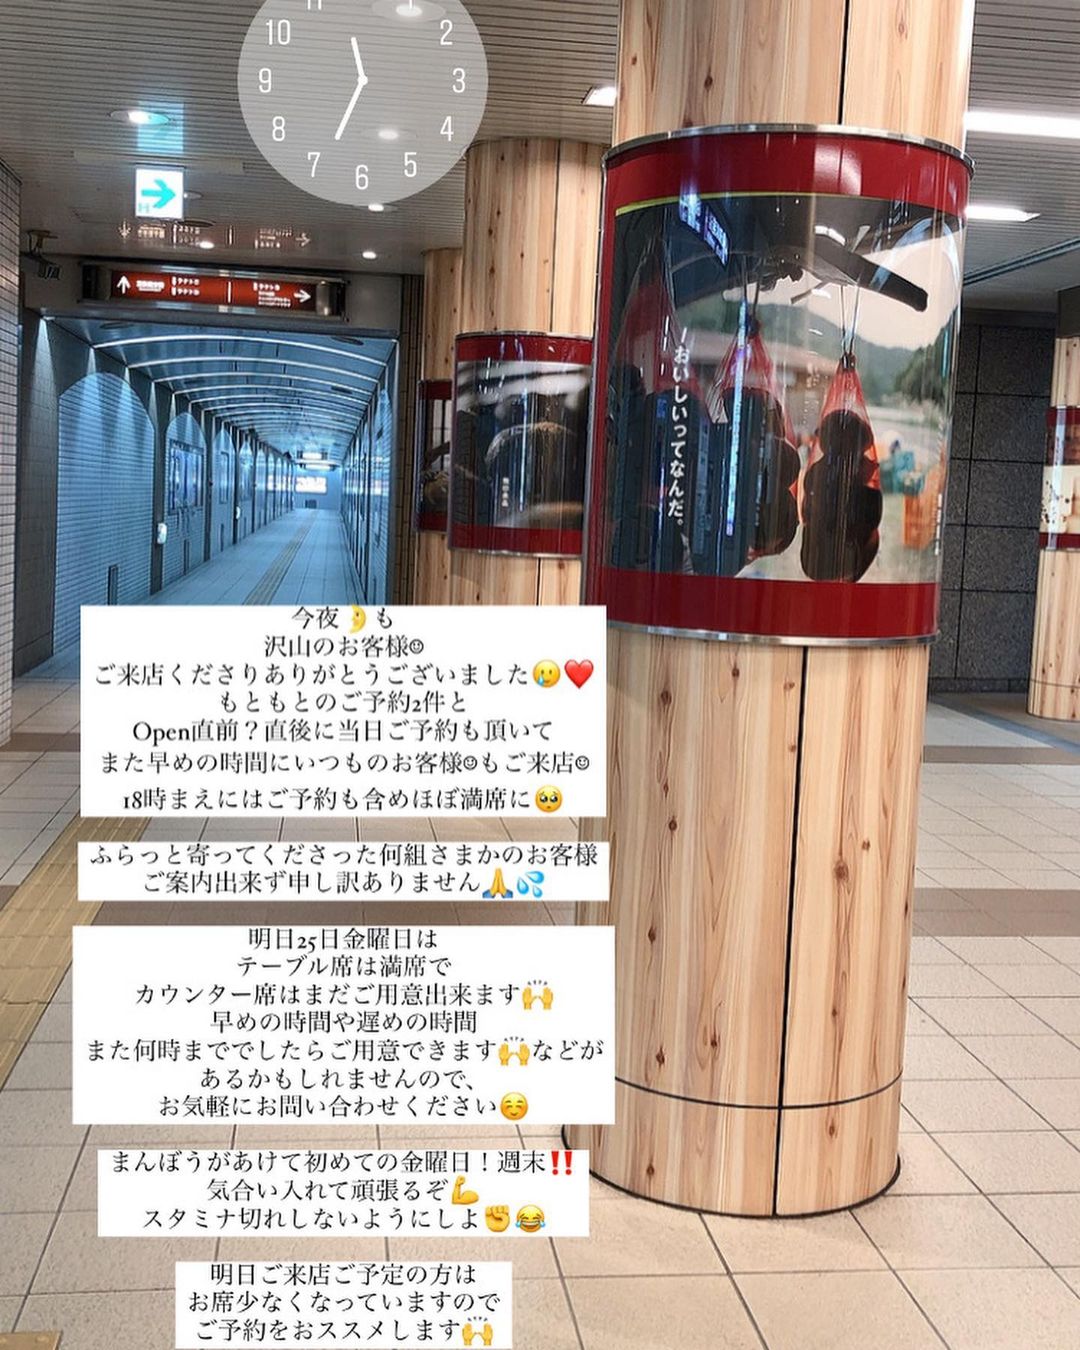 11
10
2
9
3
8
4
7
5
6
おいしいってなんだ。
今夜🌛も
沢山のお客様☺
ご来店くださりありがとうございました🥲❤️
もともとのご予約2件と
Open直前？直後に当日ご予約も頂いて
また早めの時間にいつものお客様☺もご来店☺
18時まえにはご予約も含めほぼ満席に🥺
ふらっと寄ってくださった何組さまかのお客様
ご案内出来ず申し訳ありません🙏💦
明日25日金曜日は
テーブル席は満席で
カウンター席はまだご用意出来ます🙌
早めの時間や遅めの時間
また何時まででしたらご用意できます🙌などが
あるかもしれませんので、
お気軽にお問い合わせください☺️
まんぼうがあけて初めての金曜日！週末‼️
気合い入れて頑張るぞ💪
スタミナ切れしないようにしよ✊😂
明日ご来店ご予定の方は
お席少なくなっていますので
ご予約をおススメします🙌